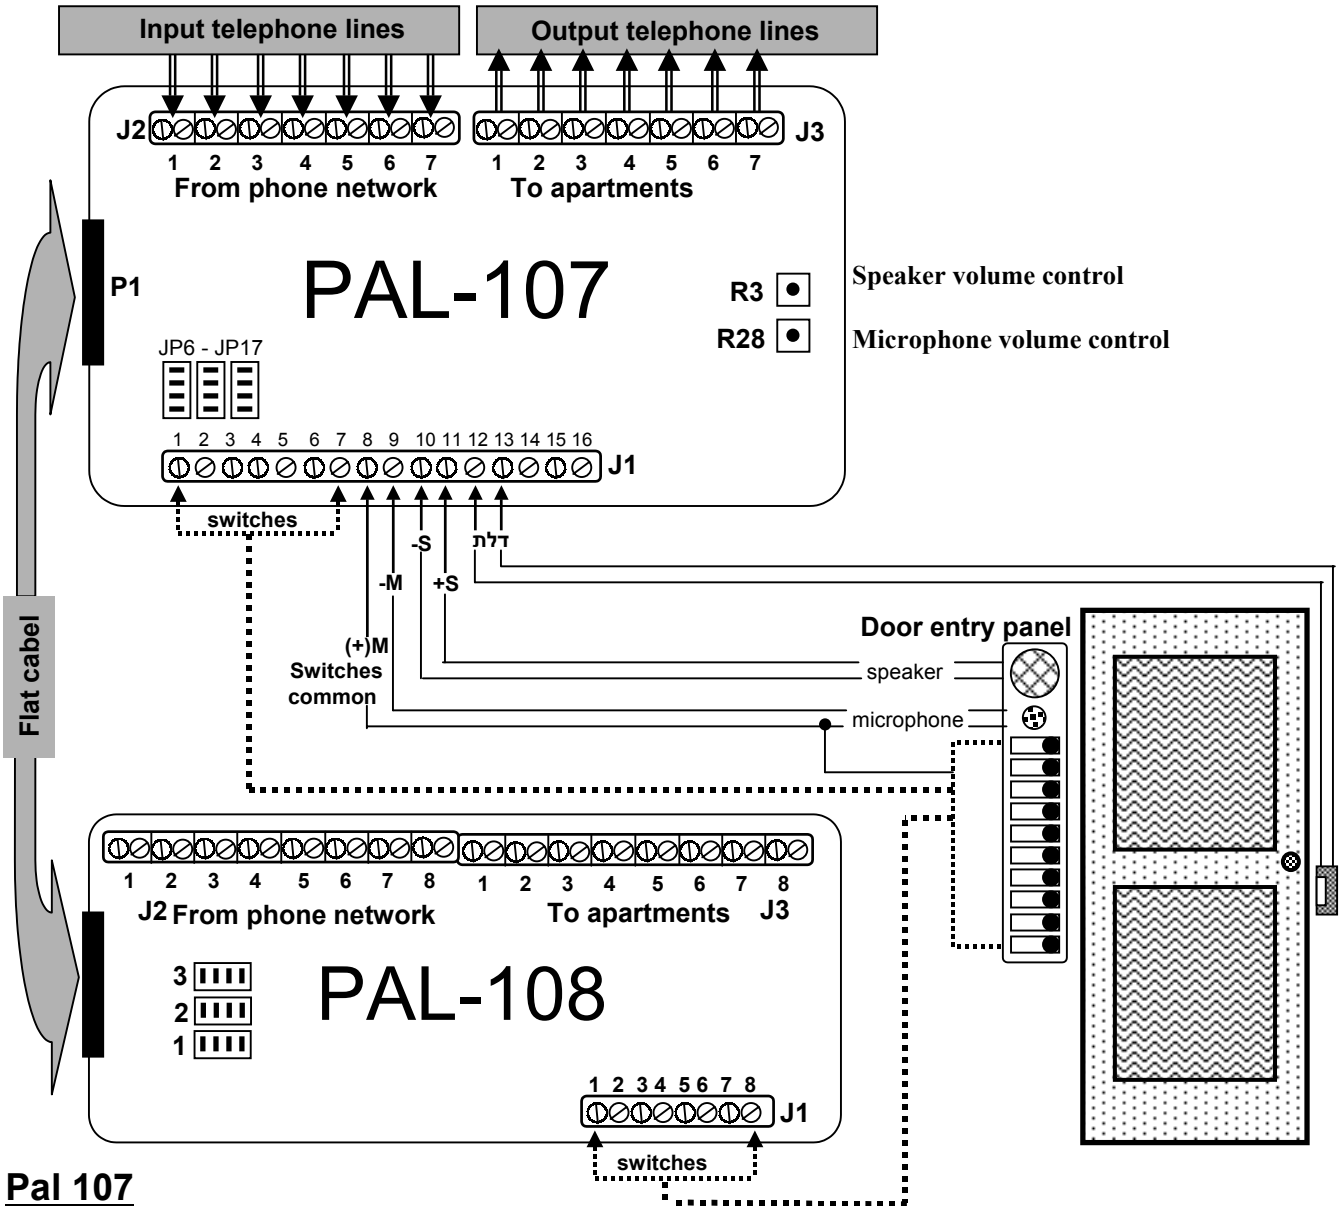 Input telephone lines
Output telephone lines
J2
J3
1 2 3 4 5 6 7
1 2 3 4 5 6 7
From phone network
To apartments
P1
PAL-107
R3
Speaker volume control
R28
Microphone volume control
JP6 - JP17
1 2 3 4 5 6 7 8 9 10 11 12 13 14 15 16
J1
switches
-S
דלת
-M
+S
(+)M
Switches
common
Flat cabel
Door entry panel
speaker
microphone
1 2 3 4 5 6 7 8
1 2 3 4 5 6 7 8
J2 From phone network
To apartments J3
3
2
1
PAL-108
1 2 3 4 5 6 7 8
J1
switches
Pal 107